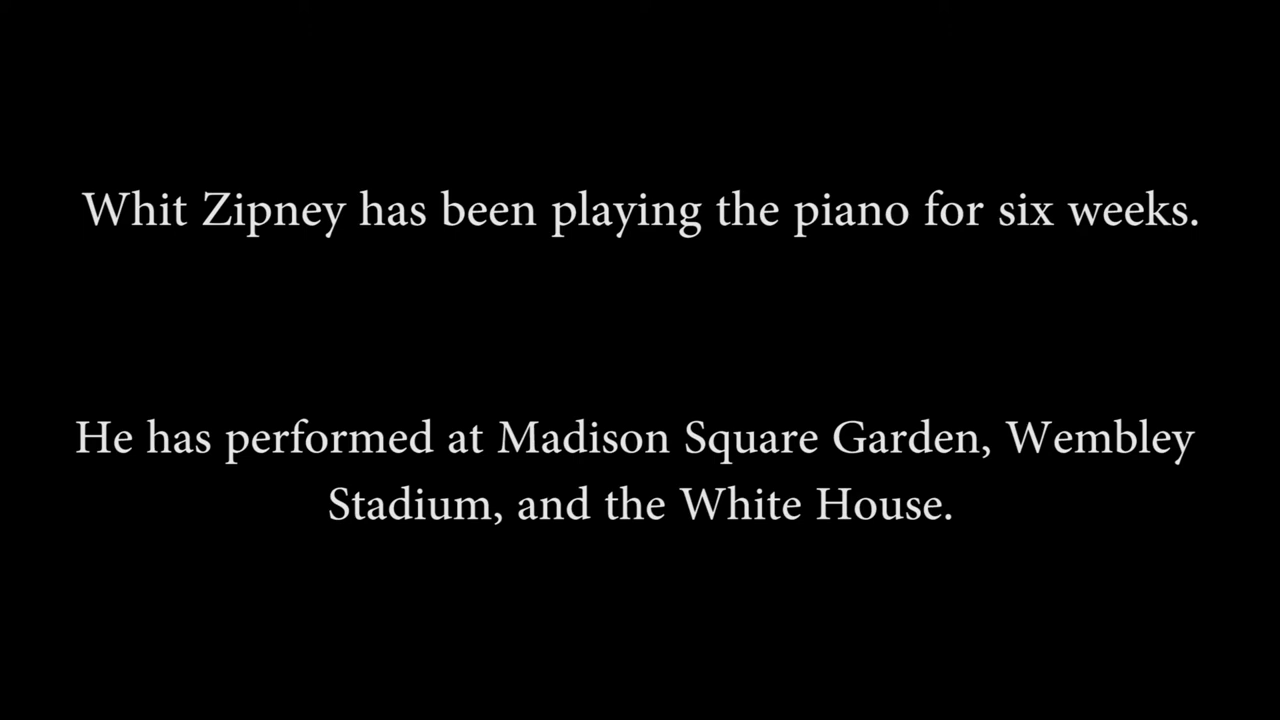 Whit Zipney has been playing the piano for six weeks.
He has performed at Madison Square Garden, Wembley
Stadium, and the White House.